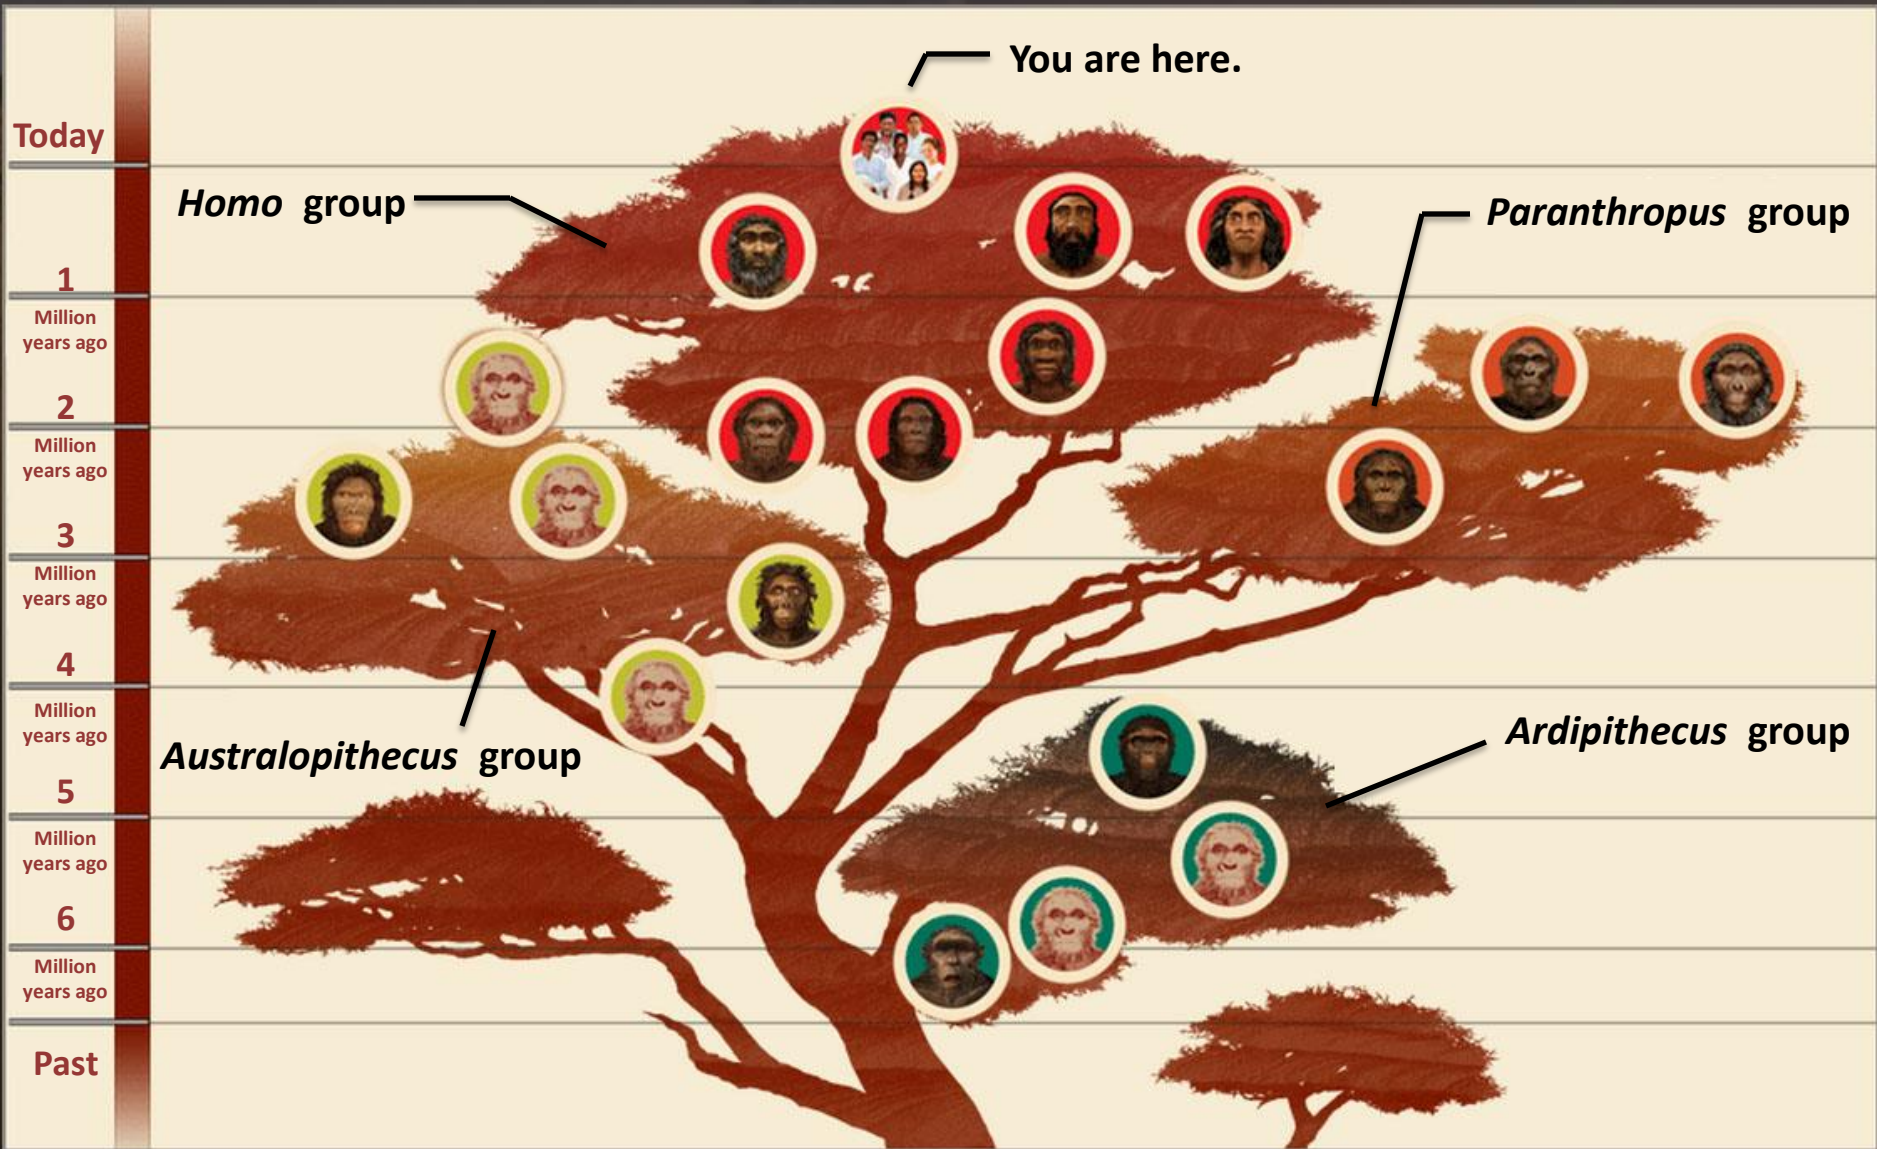 You are here.
Today
Homo group
Paranthropus group
1
Million
years ago
2
Million
years ago
3
Million
years ago
4
Million
years ago
Australopithecus group
Ardipithecus group
5
Million
years ago
6
Million
years ago
Past